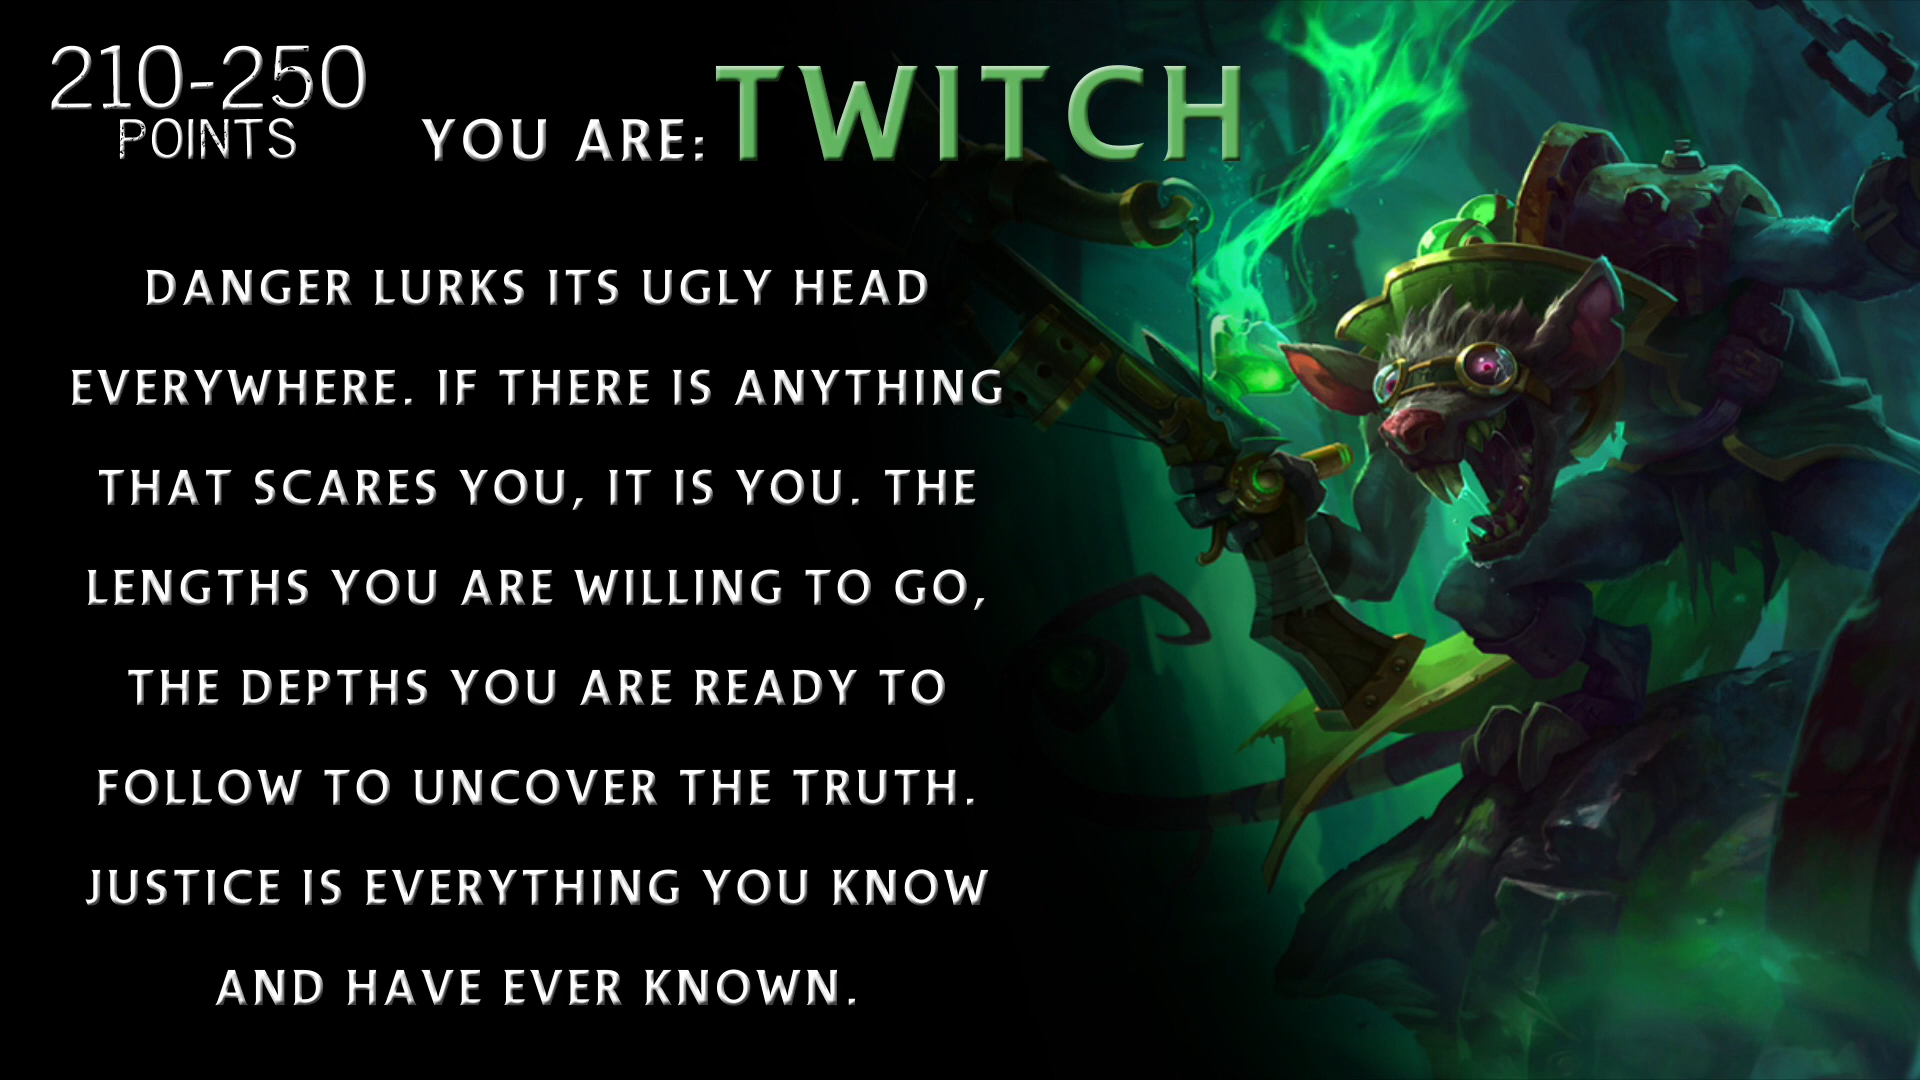 210-250
POINTS
YOU ARE: TWITCH
DANGER LURKS ITS UGLY HEAD
EVERYWHERE. IF THERE IS ANYTHING
THAT SCARES YOU, IT IS YOU. THE
LENGTHS YOU ARE WILLING TO GO,
THE DEPTHS YOU ARE READY TO
FOLLOW TO UNCOVER THE TRUTH.
JUSTICE IS EVERYTHING YOU KNOW
AND HAVE EVER KNOWN.